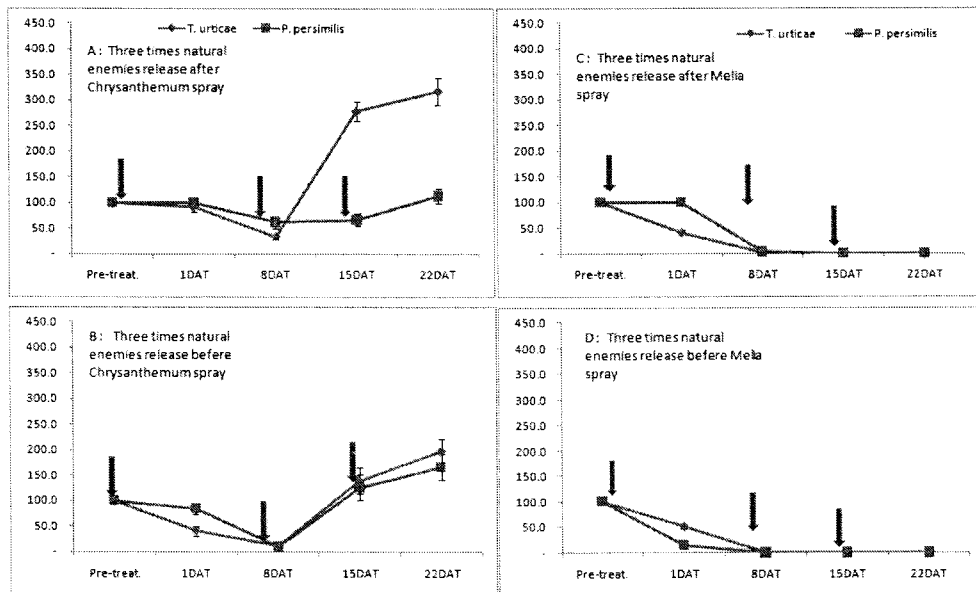 T. urticae
P. persimilis
A: Three times natural
enemies release after
Chrysanthemum spray
450.0
400.0
350.0
300.0
250.0
200.0
150.0
100.0
50.0
-
Pre-treat.
1DAT
8DAT
15DAT
22DAT
T. urticae
P. persimilis
C: Three times natural
enemies release after Melia
spray
450.0
400.0
350.0
300.0
250.0
200.0
150.0
100.0
50.0
-
Pre-treat.
1DAT
8DAT
15DAT
22DAT
B: Three times natural
enemies release befere
Chrysanthemum spray
450.0
400.0
350.0
300.0
250.0
200.0
150.0
100.0
50.0
-
Pre-treat.
1DAT
8DAT
15DAT
22DAT
D: Three times natural
enemies release befere Melia
spray
450.0
400.0
350.0
300.0
250.0
200.0
150.0
100.0
50.0
-
Pre-treat.
1DAT
8DAT
15DAT
22DAT